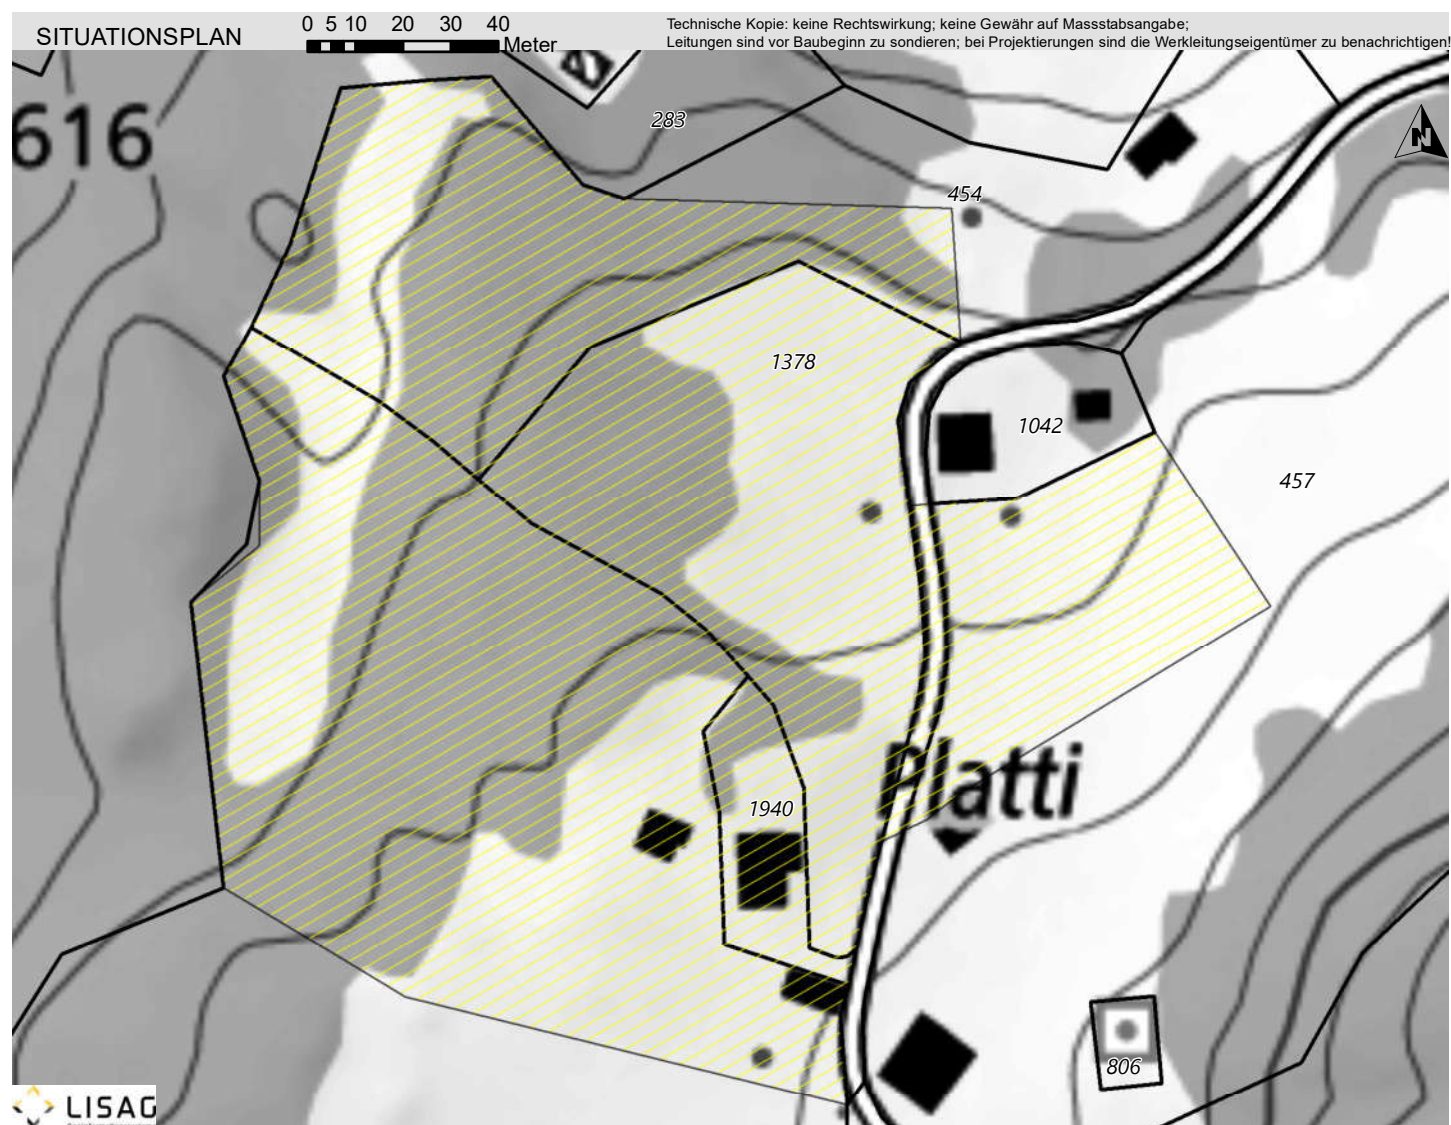 SITUATIONSPLAN
0 5 10 20 30 40
Meter
Technische Kopie: keine Rechtswirkung; keine Gewähr auf Massstabsangabe;
Leitungen sind vor Baubeginn zu sondieren; bei Projektierungen sind die Werkleitungseigentümer zu benachrichtigen!
616
283
N
454
1378
1042
457
Platti
1940
806
LISAG